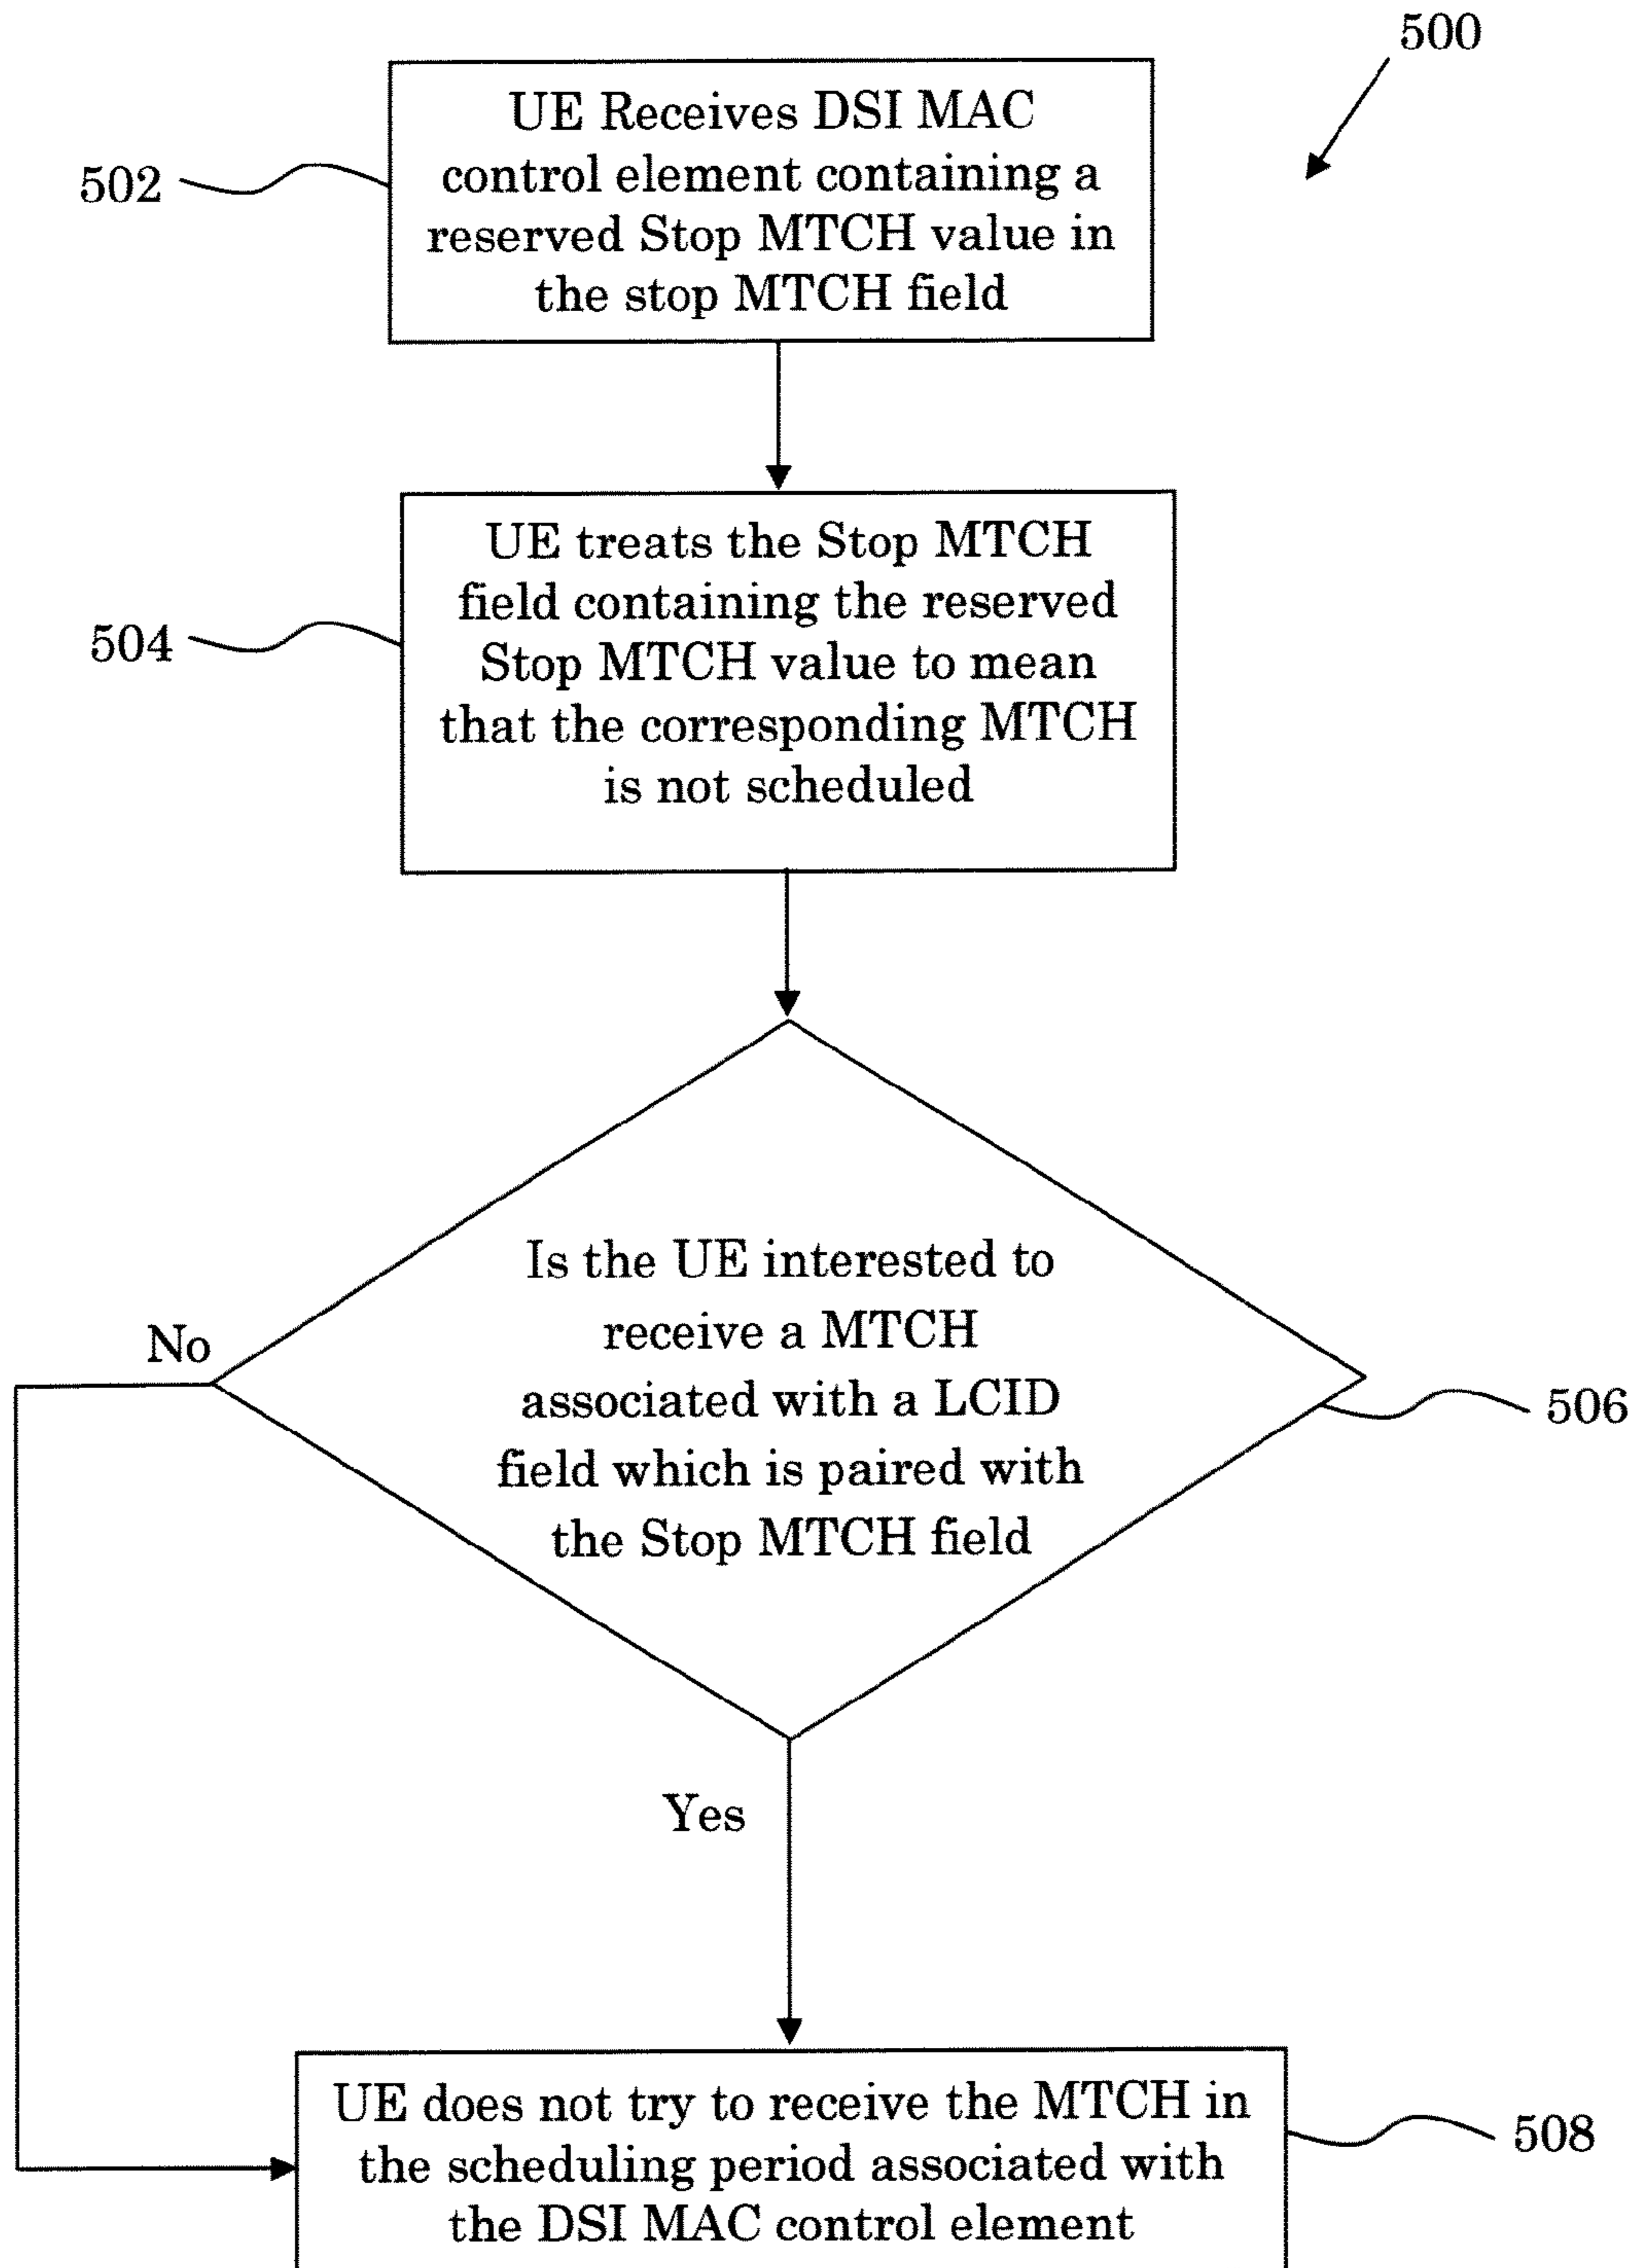 500
UE Receives DSI MAC
control element containing a
reserved Stop MTCH value in
the stop MTCH field
502
UE treats the Stop MTCH
field containing the reserved
Stop MTCH value to mean
that the corresponding MTCH
is not scheduled
504
Is the UE interested to
receive a MTCH
associated with a LCID
field which is paired with
the Stop MTCH field
No
506
Yes
UE does not try to receive the MTCH in
the scheduling period associated with
the DSI MAC control element
508